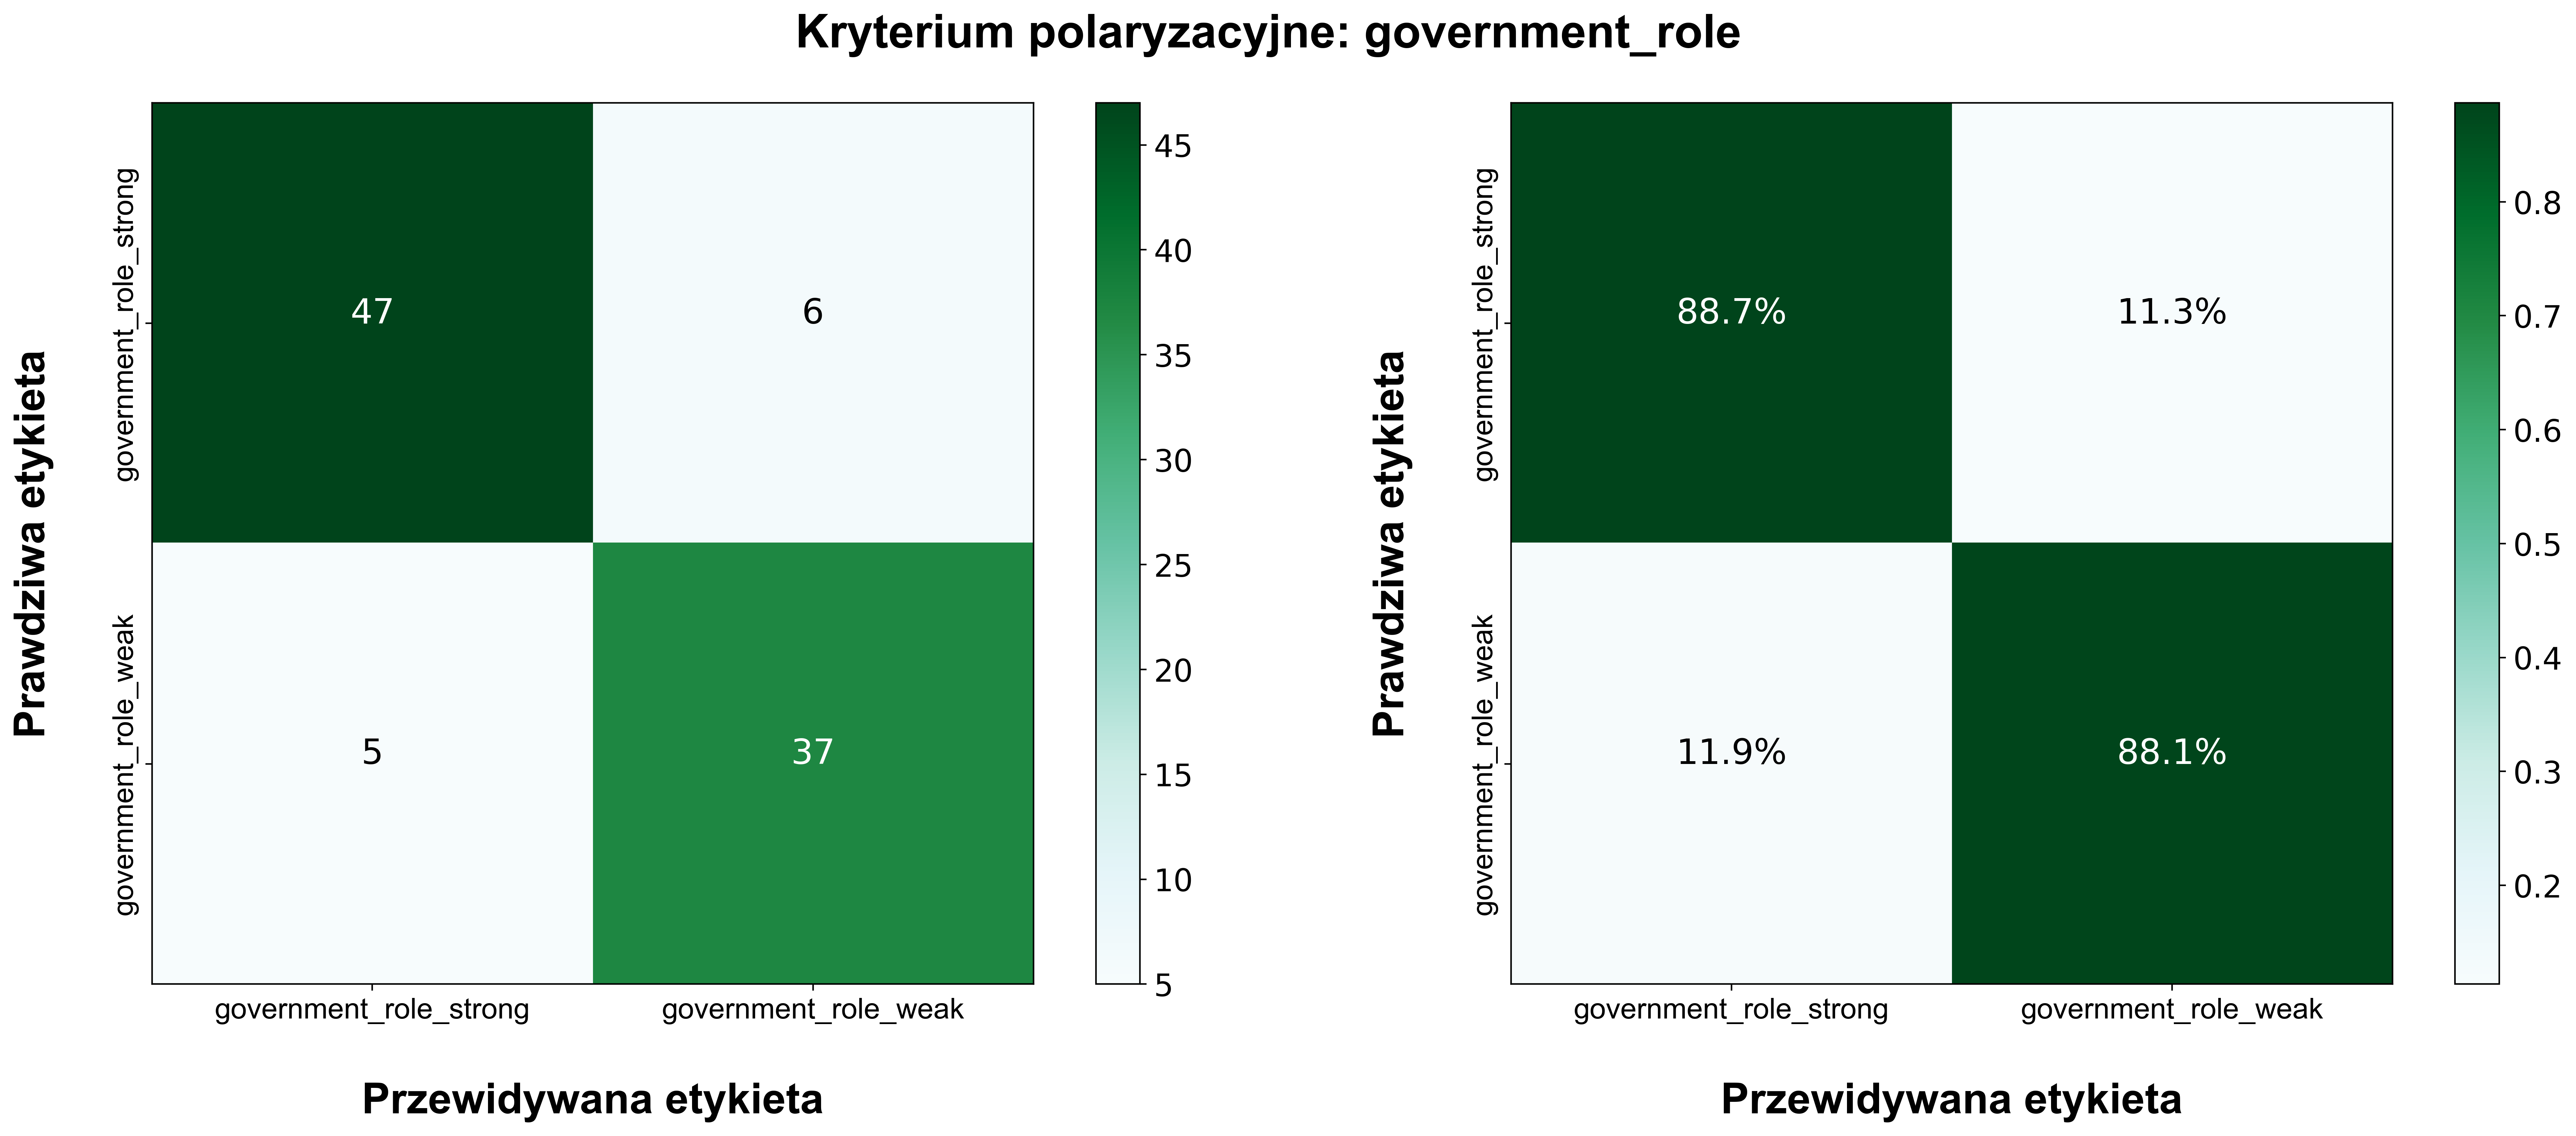 Kryterium polaryzacyjne: government_role
Prawdziwa etykieta
government_role_strong
government_role_weak
47
6
5
37
government_role_strong
government_role_weak
Przewidywana etykieta
45
40
35
30
25
20
15
10
5
Prawdziwa etykieta
government_role_strong
government_role_weak
88.7%
11.3%
11.9%
88.1%
government_role_strong
government_role_weak
Przewidywana etykieta
0.8
0.7
0.6
0.5
0.4
0.3
0.2